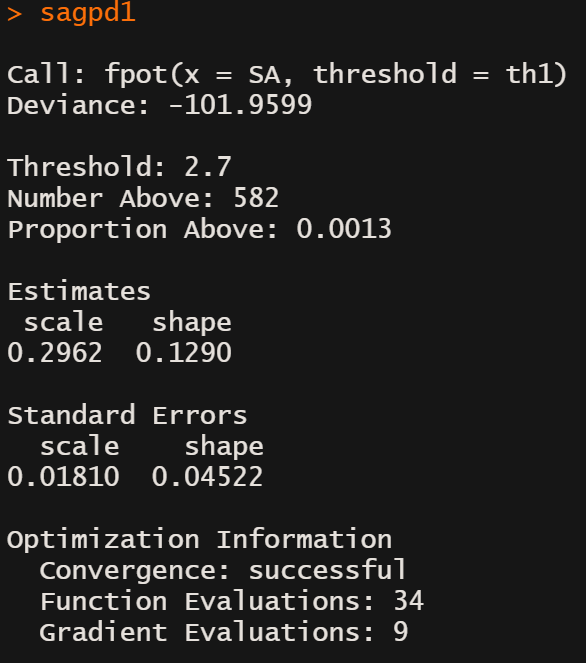 > sagpd1
Call: fpot(x = SA, threshold = th1)
Deviance: -101.9599
Threshold: 2.7
Number Above: 582
Proportion Above: 0.0013
Estimates
scale shape
0.2962 0.1290
Standard Errors
scale shape
0.01810 0.04522
Optimization Information
Convergence: successful
Function Evaluations: 34
Gradient Evaluations: 9